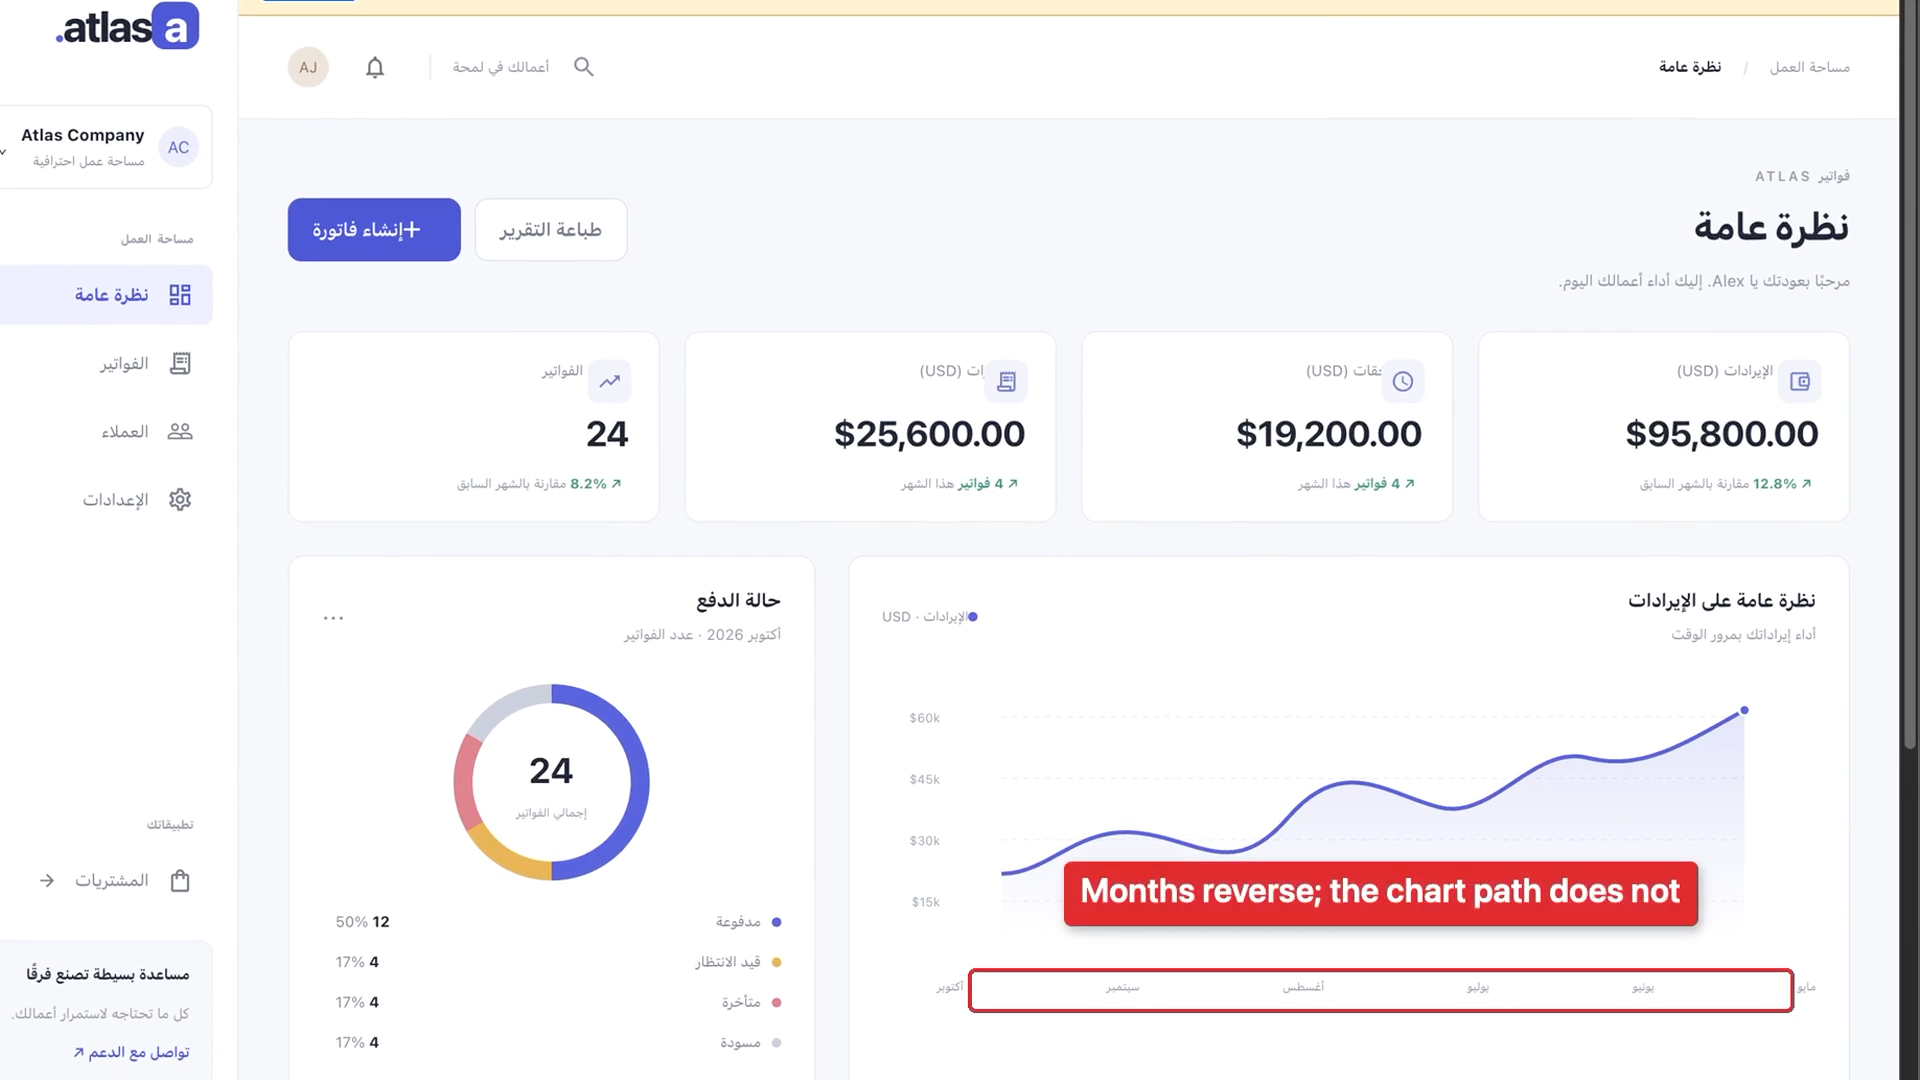 atlas.
a
Atlas Company
AC
مساحة عمل احترافية
مساحة العمل
نظرة عامة
الفواتير
العملاء
الإعدادات
تطبيقاتك
المشتريات
مساعدة بسيطة تصنع فرقًا
كل ما تحتاجه لاستمرار أعمالك.
تواصل مع الدعم ↗
مساحة العمل / نظرة عامة
أعمالك في لمحة
AJ
فواتير ATLAS
نظرة عامة
مرحبًا بعودتك يا Alex. إليك أداء أعمالك اليوم.
طباعة التقرير
+إنشاء فاتورة
الإيرادات (USD)
$95,800.00
↗ 12.8% مقارنة بالشهر السابق
(USD)
$19,200.00
↗ 4 فواتير هذا الشهر
(USD)
$25,600.00
↗ 4 فواتير هذا الشهر
الفواتير
24
↗ 8.2% مقارنة بالشهر السابق
نظرة عامة على الإيرادات
أداء إيراداتك بمرور الوقت
الإيرادات · USD
$60k
$45k
$30k
$15k
Months reverse; the chart path does not
مايو يونيو يوليو أغسطس سبتمبر أكتوبر
حالة الدفع
أكتوبر 2026 · عدد الفواتير
...
24
إجمالي الفواتير
مدفوعة 12 50%
قيد الانتظار 4 17%
متأخرة 4 17%
مسودة 4 17%